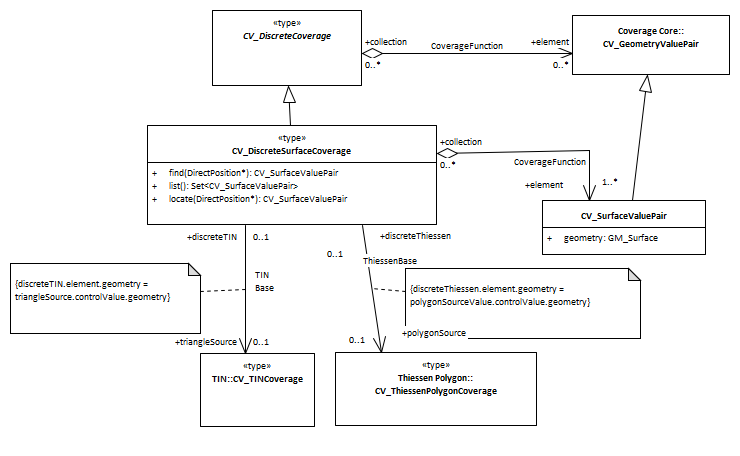 «type»
CV_DiscreteCoverage
Coverage Core::
CV_GeometryValuePair
+collection
CoverageFunction
+element
0..*
0..*
«type»
CV_DiscreteSurfaceCoverage
+ find(DirectPosition*): CV_SurfaceValuePair
+ list(): Set<CV_SurfaceValuePair>
+ locate(DirectPosition*): CV_SurfaceValuePair
+collection
0..*
CoverageFunction
+element
1..*
CV_SurfaceValuePair
+ geometry: GM_Surface
+discreteTIN
0..1
+discreteThiessen
0..1
ThiessenBase
{discreteTIN.element.geometry =
triangleSource.controlValue.geometry}
TIN
Base
{discreteThiessen.element.geometry =
polygonSourceValue.controlValue.geometry}
+triangleSource
0..1
0..1
+polygonSource
«type»
TIN::CV_TINCoverage
«type»
Thiessen Polygon::
CV_ThiessenPolygonCoverage